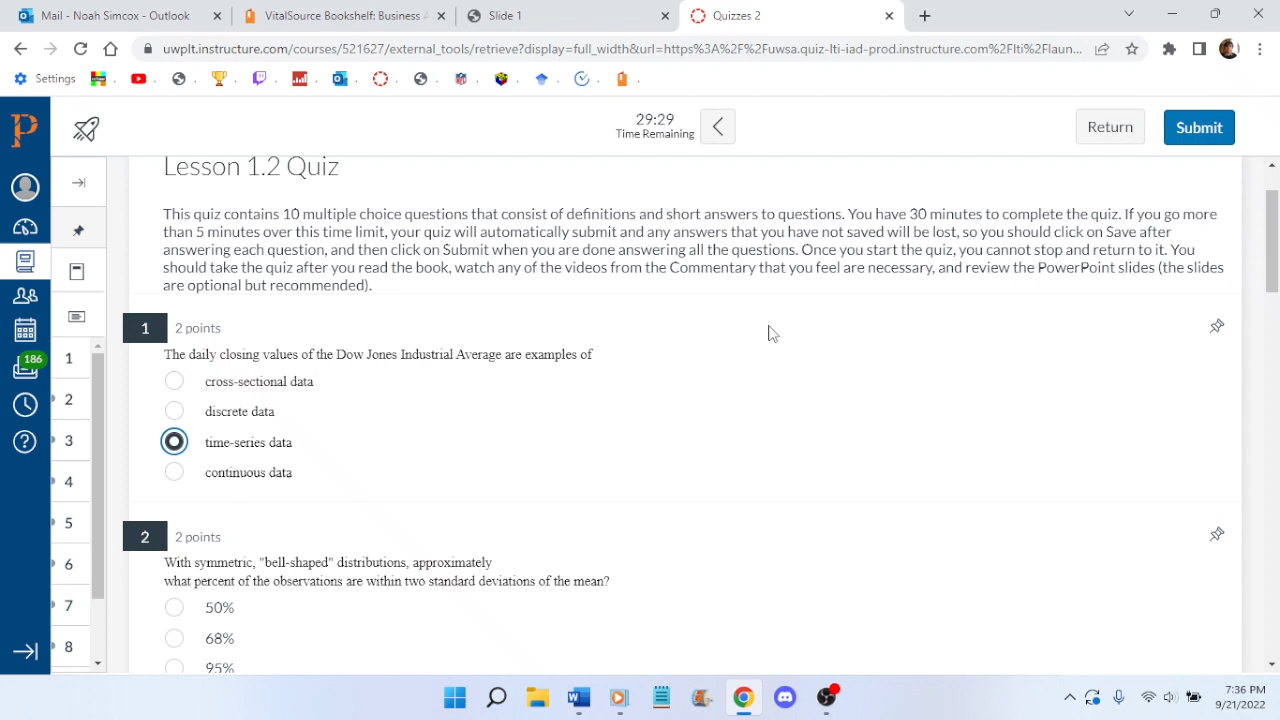 Mail - Noah Simcox - Outlook
VitalSource Bookshelf: Business A
Slide 1
Quizzes 2
uwplt.instructure.com/courses/521627/external_tools/retrieve?display=full_width&url=https%3A%2F%2Fuwsa.quiz-lti-iad-prod.instructure.com%2Flti%2Flaun...
Settings
29:29
Time Remaining
Return
Submit
Lesson 1.2 Quiz
This quiz contains 10 multiple choice questions that consist of definitions and short answers to questions. You have 30 minutes to complete the quiz. If you go more
than 5 minutes over this time limit, your quiz will automatically submit and any answers that you have not saved will be lost, so you should click on Save after
answering each question, and then click on Submit when you are done answering all the questions. Once you start the quiz, you cannot stop and return to it. You
should take the quiz after you read the book, watch any of the videos from the Commentary that you feel are necessary, and review the PowerPoint slides (the slides
are optional but recommended).
1
2 points
The daily closing values of the Dow Jones Industrial Average are examples of
cross-sectional data
discrete data
time-series data
continuous data
2
2 points
With symmetric, "bell-shaped" distributions, approximately
what percent of the observations are within two standard deviations of the mean?
50%
68%
95%
186
1
2
3
4
5
6
7
8
7:36 PM
9/21/2022